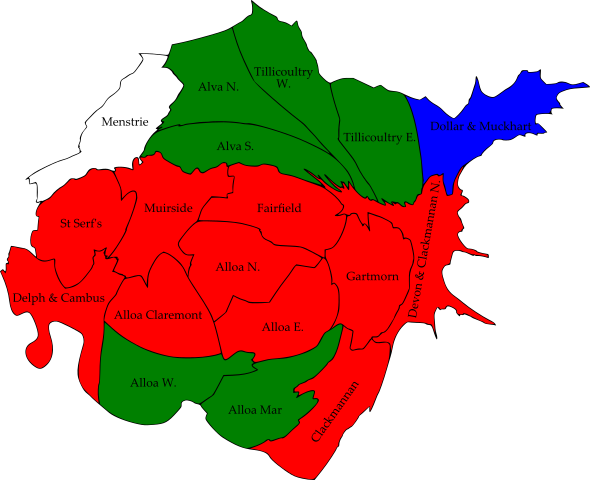 Tillicoultry
W.
Alva N.
Menstrie
Dollar & Muckhart
Tillicoultry E.
Alva S.
Muirside
Fairfield
St Serf's
Devon & Clackmannan N.
Alloa N.
Gartmorn
Delph & Cambus
Alloa Claremont
Alloa E.
Alloa W.
Alloa Mar
Clackmannan